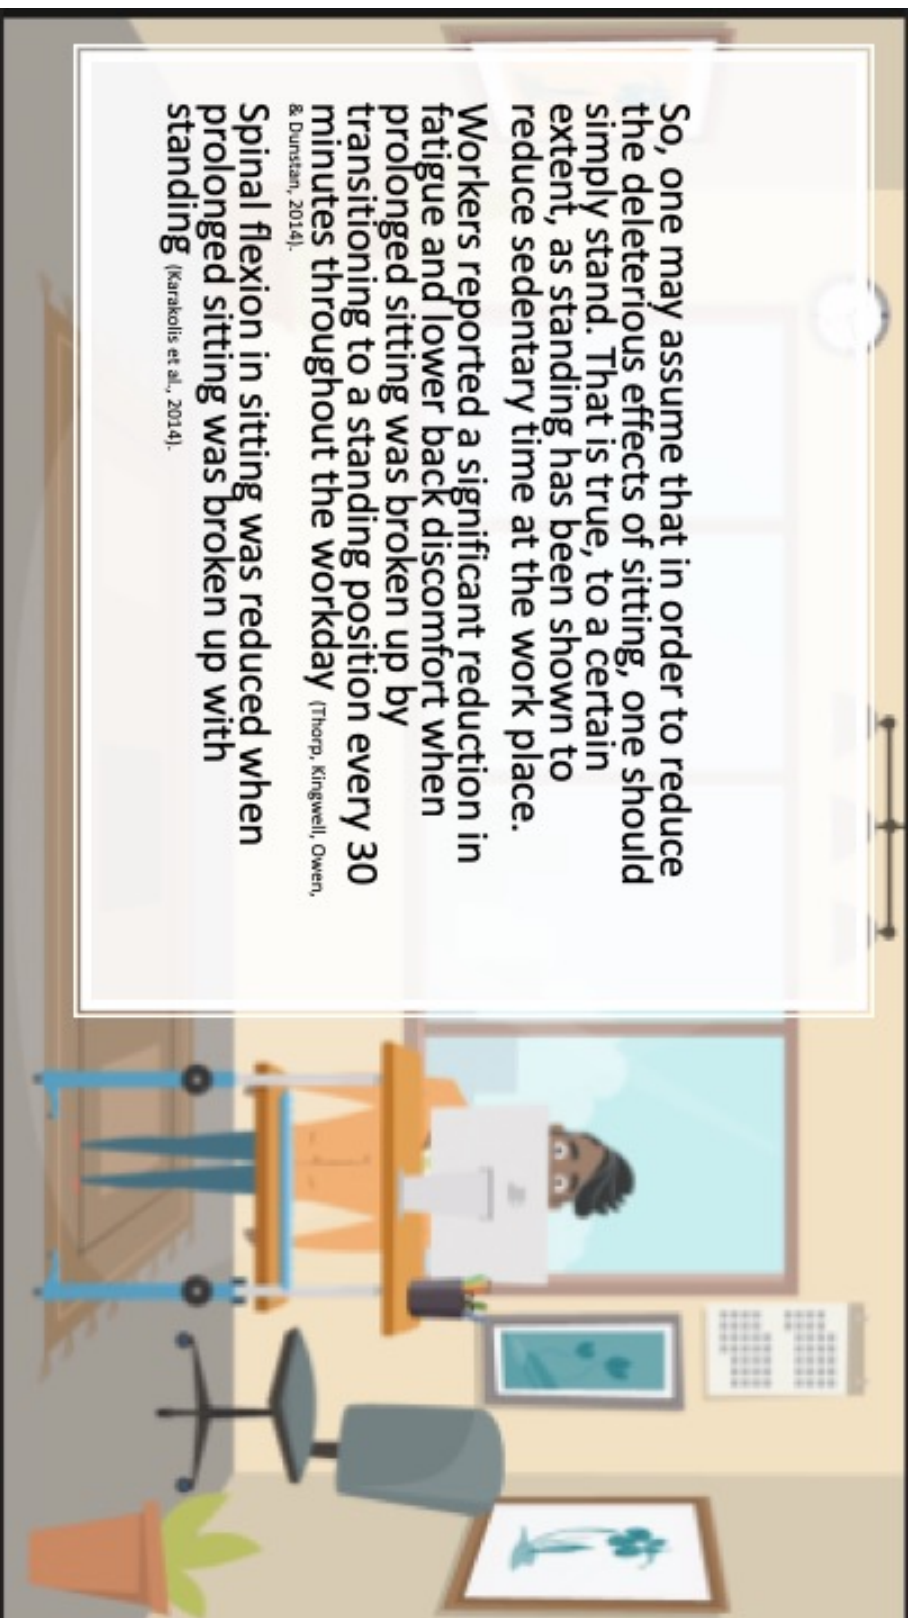 So, one may assume that in order to reduce
the deleterious effects of sitting, one should
simply stand. That is true, to a certain
extent, as standing has been shown to
reduce sedentary time at the work place.
Workers reported a significant reduction in
fatigue and lower back discomfort when
prolonged sitting was broken up by
transitioning to a standing position every 30
minutes throughout the workday (Thorp, Kingwell, Owen,
& Dunstan, 2014).
Spinal flexion in sitting was reduced when
prolonged sitting was broken up with
standing (Karakolis et al., 2014).